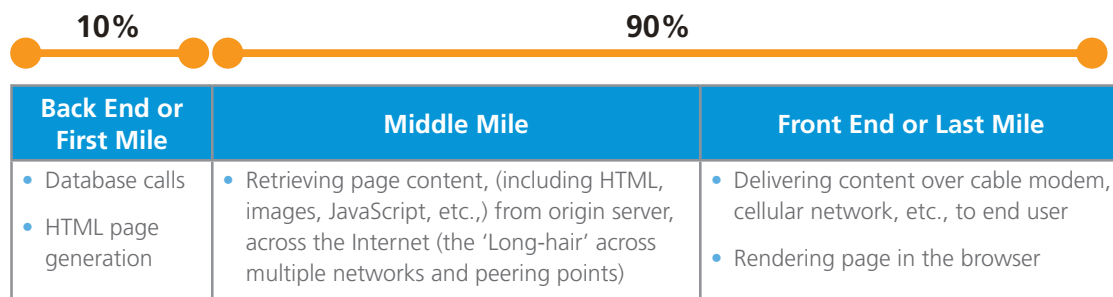 10%
90%
Back End or
First Mile
Middle Mile
Front End or Last Mile
• Database calls
• HTML page
generation
• Retrieving page content, (including HTML,
images, JavaScript, etc.,) from origin server,
across the Internet (the ‘Long-hair’ across
multiple networks and peering points)
• Delivering content over cable modem,
cellular network, etc., to end user
• Rendering page in the browser